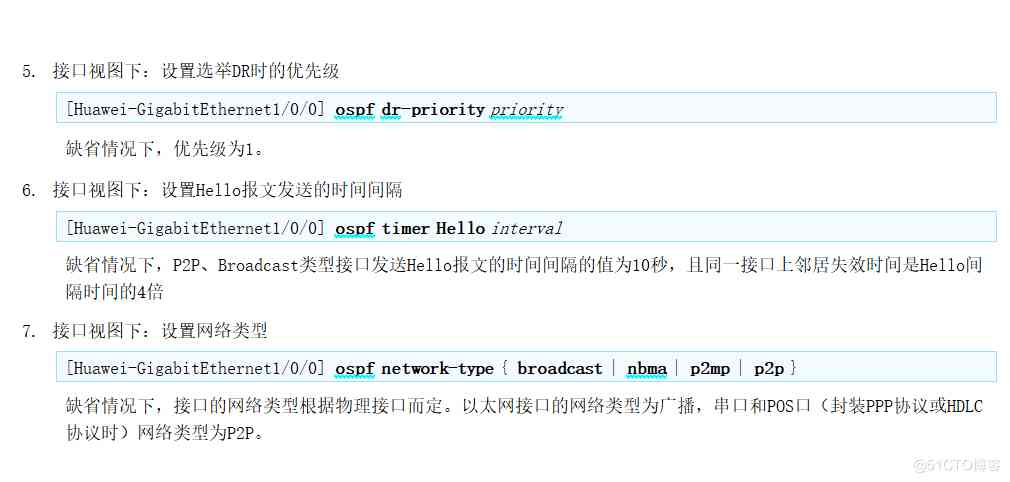 5. 接口视图下：设置选举DR时的优先级
[Huawei-GigabitEthernet1/0/0] ospf dr-priority priority
缺省情况下，优先级为1。
6. 接口视图下：设置Hello报文发送的时间间隔
[Huawei-GigabitEthernet1/0/0] ospf timer Hello interval
缺省情况下，P2P、Broadcast类型接口发送Hello报文的时间间隔的值为10秒，且同一接口上邻居失效时间是Hello间
隔时间的4倍
7. 接口视图下：设置网络类型
[Huawei-GigabitEthernet1/0/0] ospf network-type { broadcast | nbma | p2mp | p2p }
缺省情况下，接口的网络类型根据物理接口而定。以太网接口的网络类型为广播，串口和POS口（封装PPP协议或HDLC
协议时）网络类型为P2P。
@51CTO博客